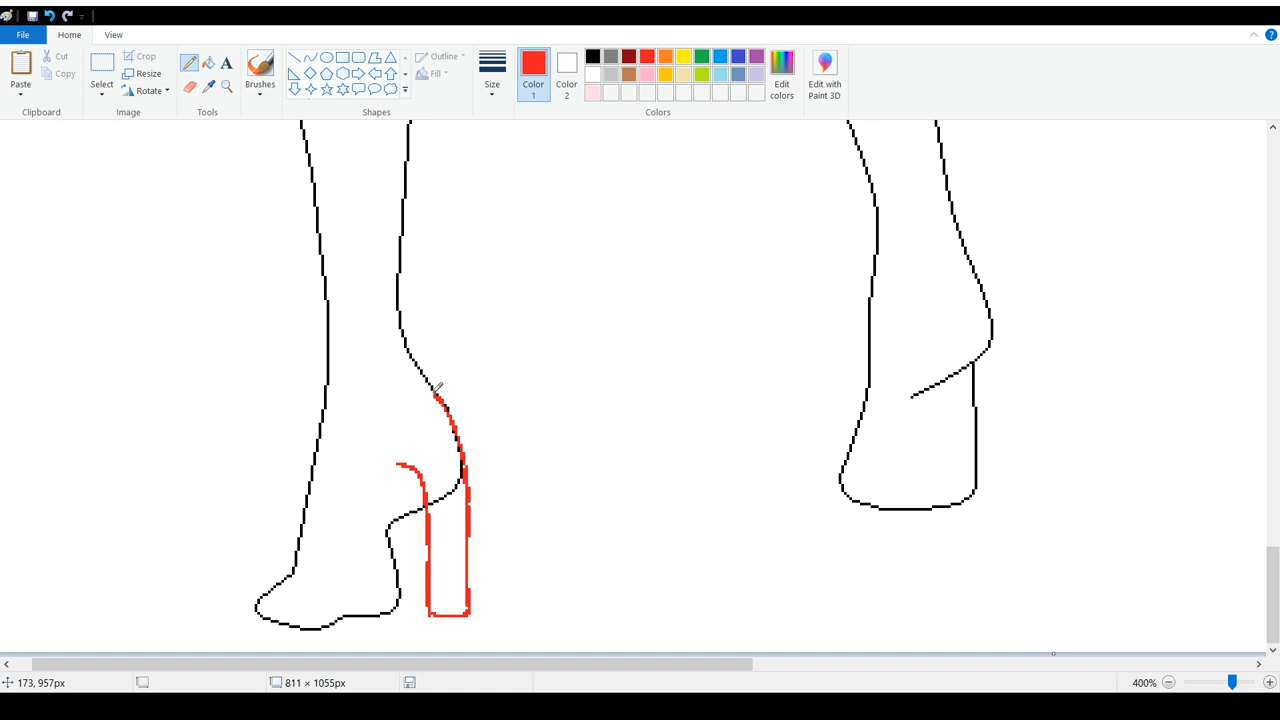 File
Home
View
Paste
Cut
Copy
Clipboard
Select
Crop
Resize
Rotate
Image
Tools
Brushes
Outline
Fill
Shapes
Size
Color 1
Color 2
Edit colors
Edit with Paint 3D
Colors
173, 957px
811 × 1055px
400%